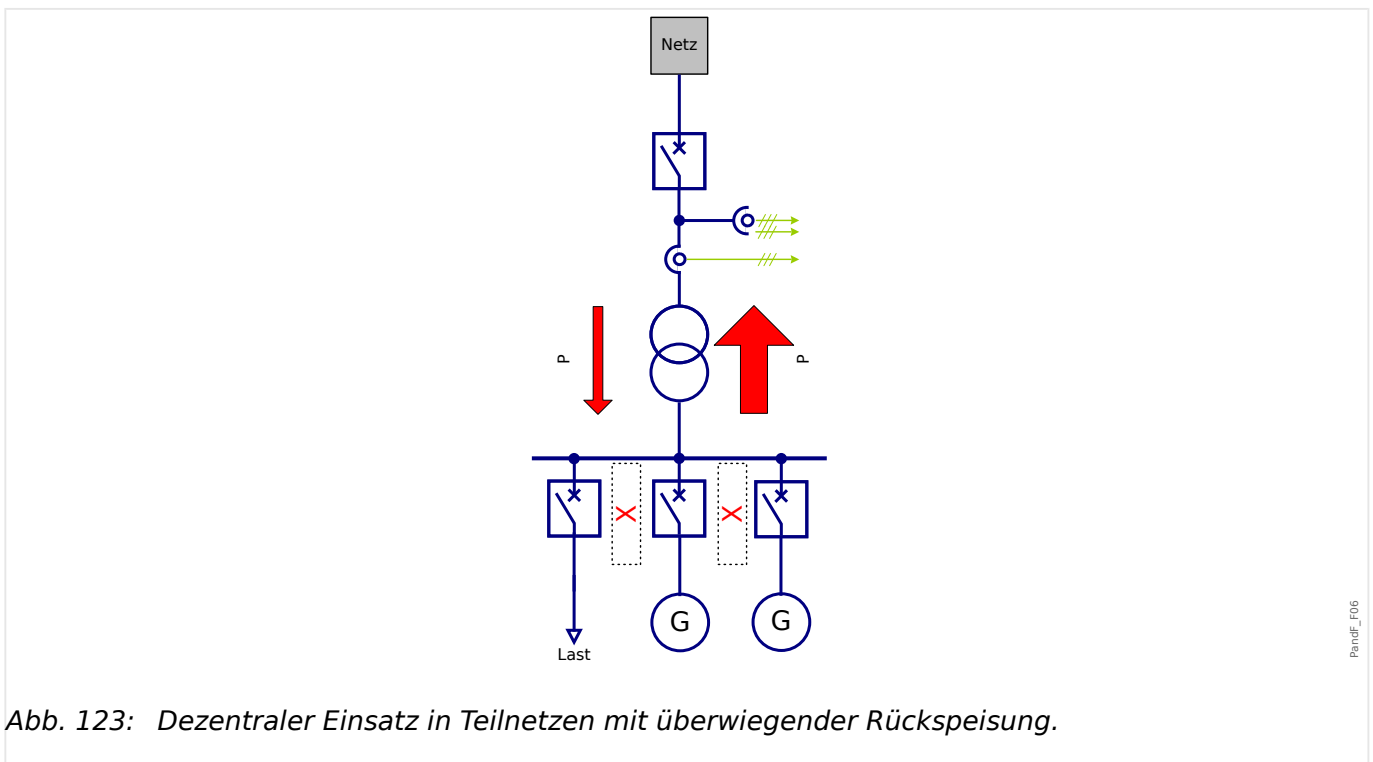 Netz
P
P
X
X
G
G
Last
PandF_F06
Abb. 123: Dezentraler Einsatz in Teilnetzen mit überwiegender Rückspeisung.